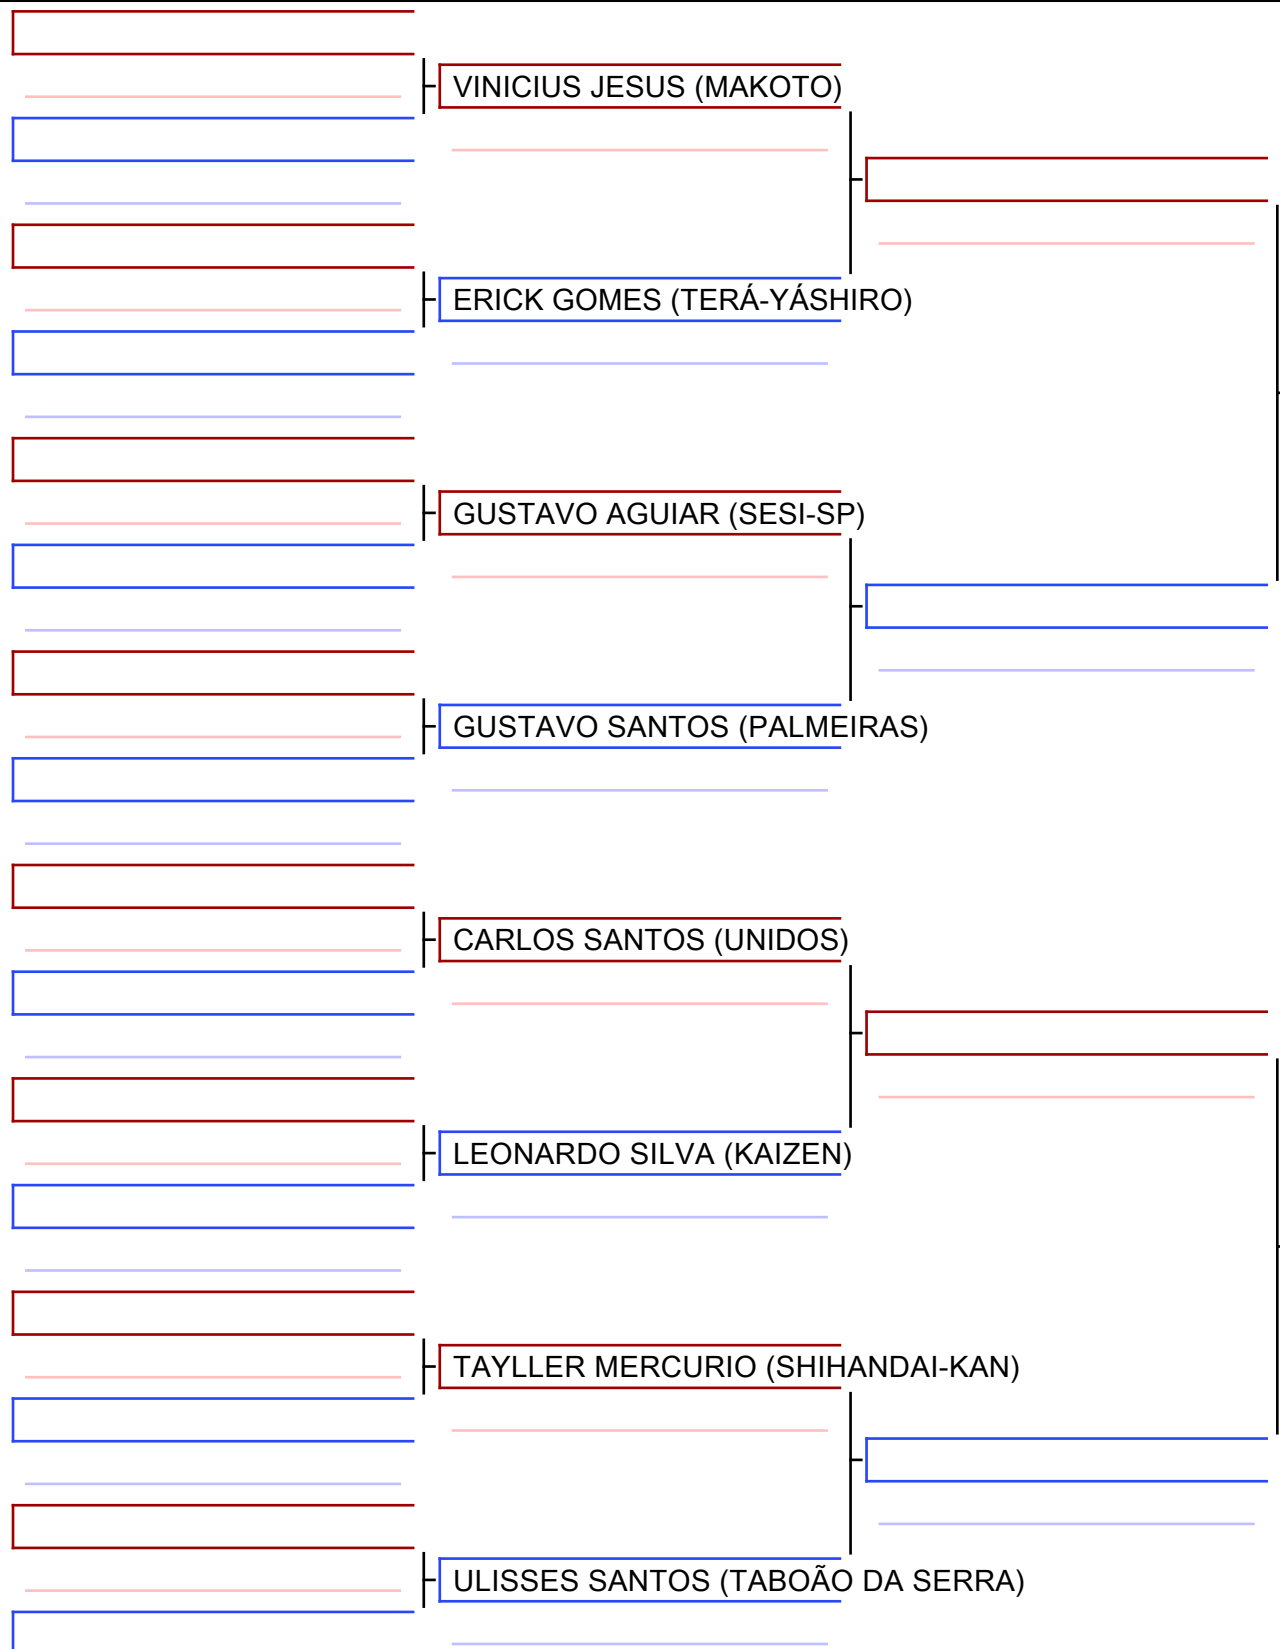 VINICIUS JESUS (MAKOTO)
ERICK GOMES (TERÁ-YÁSHIRO)
GUSTAVO AGUIAR (SESI-SP)
GUSTAVO SANTOS (PALMEIRAS)
CARLOS SANTOS (UNIDOS)
LEONARDO SILVA (KAIZEN)
TAYLLER MERCURIO (SHIHANDAI-KAN)
ULISSES SANTOS (TABOÃO DA SERRA)